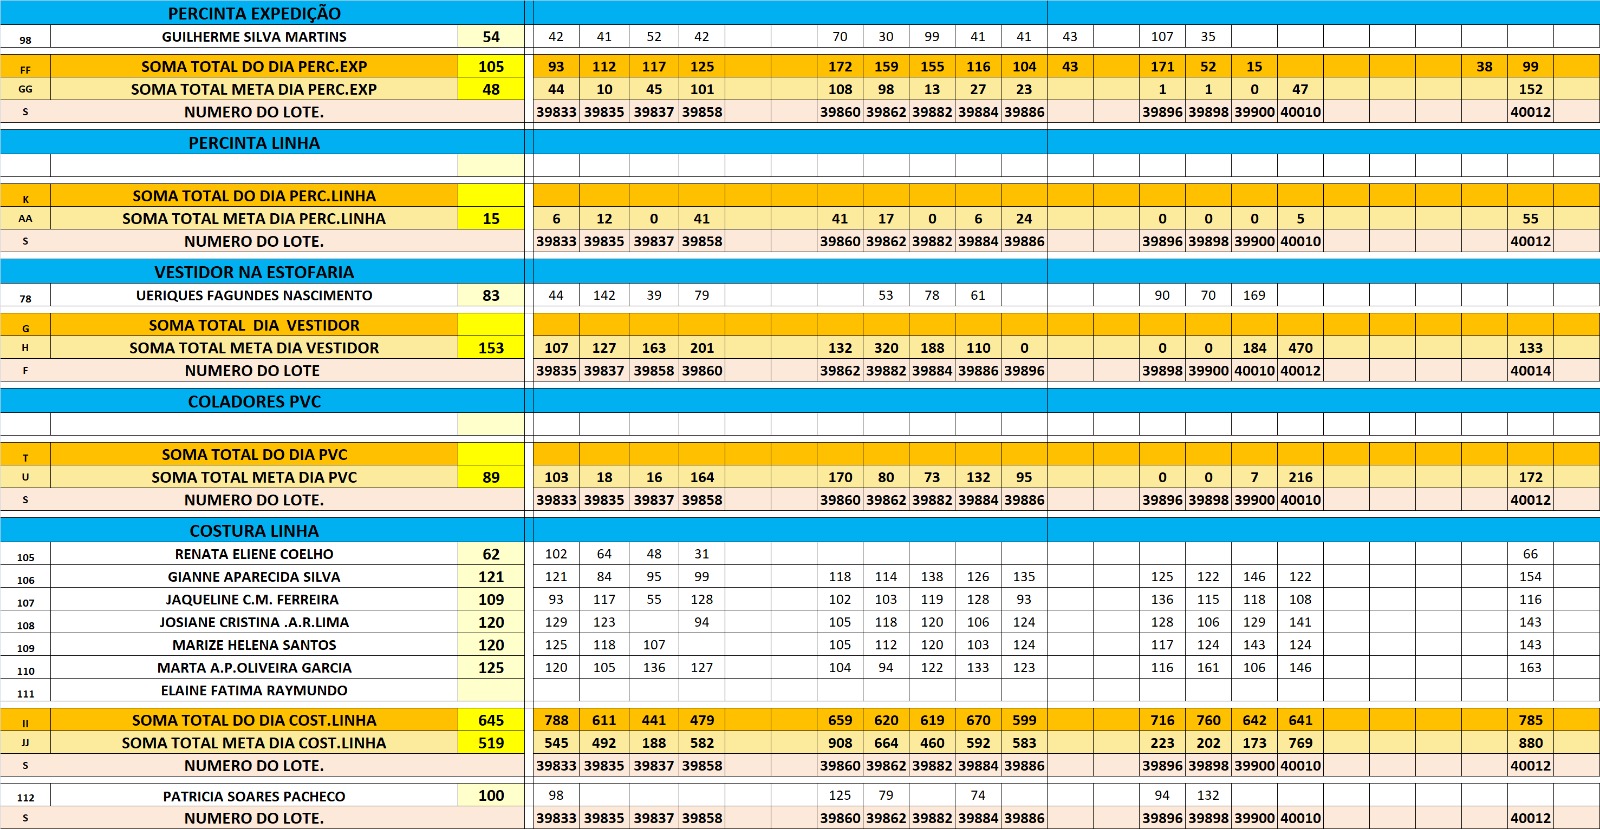 PERCINTA EXPEDIÇÃO
98 GUILHERME SILVA MARTINS 54 42 41 52 42 70 30 99 41 41 43 107 35
FF SOMA TOTAL DO DIA PERC.EXP 105 93 112 117 125 172 159 155 116 104 43 171 52 15 38 99
GG SOMA TOTAL META DIA PERC.EXP 48 44 10 45 101 108 98 13 27 23 1 1 0 47 152
S NUMERO DO LOTE. 39833 39835 39837 39858 39860 39862 39882 39884 39886 39896 39898 39900 40010 40012
PERCINTA LINHA
K SOMA TOTAL DO DIA PERC.LINHA
AA SOMA TOTAL META DIA PERC.LINHA 15 6 12 0 41 41 17 0 6 24 0 0 0 5 55
S NUMERO DO LOTE. 39833 39835 39837 39858 39860 39862 39882 39884 39886 39896 39898 39900 40010 40012
VESTIDOR NA ESTOFARIA
78 UERIQUES FAGUNDES NASCIMENTO 83 44 142 39 79 53 78 61 90 70 169
G SOMA TOTAL DIA VESTIDOR
H SOMA TOTAL META DIA VESTIDOR 153 107 127 163 201 132 320 188 110 0 0 0 184 470 133
F NUMERO DO LOTE 39835 39837 39858 39860 39862 39882 39884 39886 39896 39898 39900 40010 40012 40014
COLADORES PVC
T SOMA TOTAL DO DIA PVC
U SOMA TOTAL META DIA PVC 89 103 18 16 164 170 80 73 132 95 0 0 7 216 172
S NUMERO DO LOTE. 39833 39835 39837 39858 39860 39862 39882 39884 39886 39896 39898 39900 40010 40012
COSTURA LINHA
105 RENATA ELIENE COELHO 62 102 64 48 31 66
106 GIANNE APARECIDA SILVA 121 121 84 95 99 118 114 138 126 135 125 122 146 122 154
107 JAQUELINE C.M. FERREIRA 109 93 117 55 128 102 103 119 128 93 136 115 118 108 116
108 JOSIANE CRISTINA .A.R.LIMA 120 129 123 94 105 118 120 106 124 128 106 129 141 143
109 MARIZE HELENA SANTOS 120 125 118 107 105 112 120 103 124 117 124 143 124 143
110 MARTA A.P.OLIVEIRA GARCIA 125 120 105 136 127 104 94 122 133 123 116 161 106 146 163
111 ELAINE FATIMA RAYMUNDO
II SOMA TOTAL DO DIA COST.LINHA 645 788 611 441 479 659 620 619 670 599 716 760 642 641 785
JJ SOMA TOTAL META DIA COST.LINHA 519 545 492 188 582 908 664 460 592 583 223 202 173 769 880
S NUMERO DO LOTE. 39833 39835 39837 39858 39860 39862 39882 39884 39886 39896 39898 39900 40010 40012
112 PATRICIA SOARES PACHECO 100 98 125 79 74 94 132
S NUMERO DO LOTE. 39833 39835 39837 39858 39860 39862 39882 39884 39886 39896 39898 39900 40010 40012